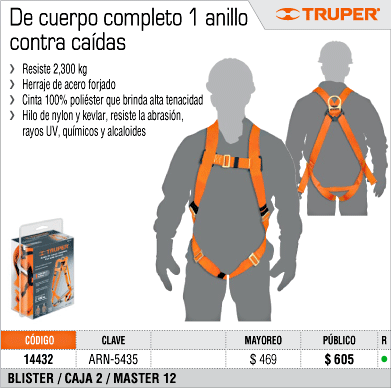 De cuerpo completo 1 anillo
contra caídas
TRUPER®
› Resiste 2,300 kg
› Herraje de acero forjado
› Cinta 100% poliéster que brinda alta tenacidad
› Hilo de nylon y kevlar, resiste la abrasión,
rayos UV, químicos y alcaloides
TRUPER
CÓDIGO CLAVE MAYOREO PÚBLICO R
14432 ARN-5435 $ 469 $ 605 ●
BLISTER / CAJA 2 / MASTER 12